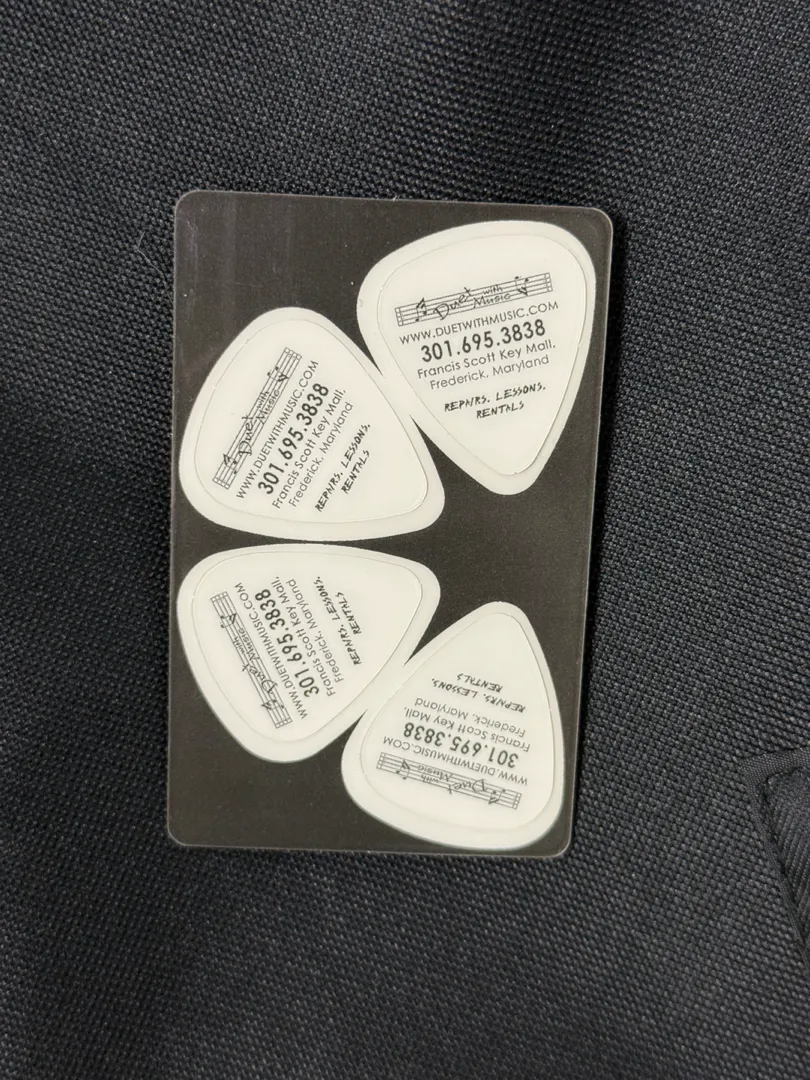 Duet with Music
WWW.DUETWITHMUSIC.COM
301.695.3838
Francis Scott Key Mall,
Frederick, Maryland
REPAIRS, LESSONS,
RENTALS
Duet with Music
WWW.DUETWITHMUSIC.COM
301.695.3838
Francis Scott Key Mall,
Frederick, Maryland
REPAIRS, LESSONS,
RENTALS
Duet with Music
WWW.DUETWITHMUSIC.COM
301.695.3838
Francis Scott Key Mall,
Frederick, Maryland
REPAIRS, LESSONS,
RENTALS
Duet with Music
WWW.DUETWITHMUSIC.COM
301.695.3838
Francis Scott Key Mall,
Frederick, Maryland
REPAIRS, LESSONS,
RENTALS